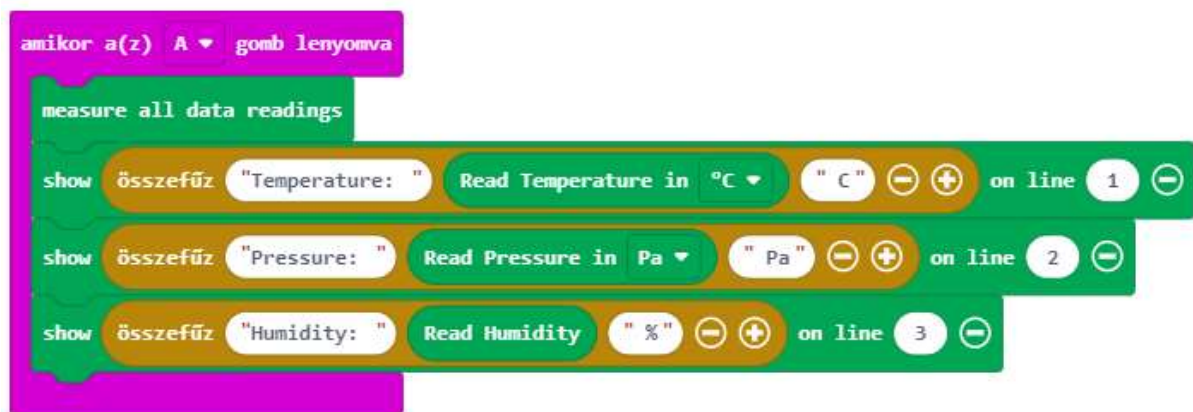 amikor a(z) A gomb lenyomva
measure all data readings
show összefűz "Temperature: " Read Temperature in °C " C" on line 1
show összefűz "Pressure: " Read Pressure in Pa " Pa" on line 2
show összefűz "Humidity: " Read Humidity " %" on line 3